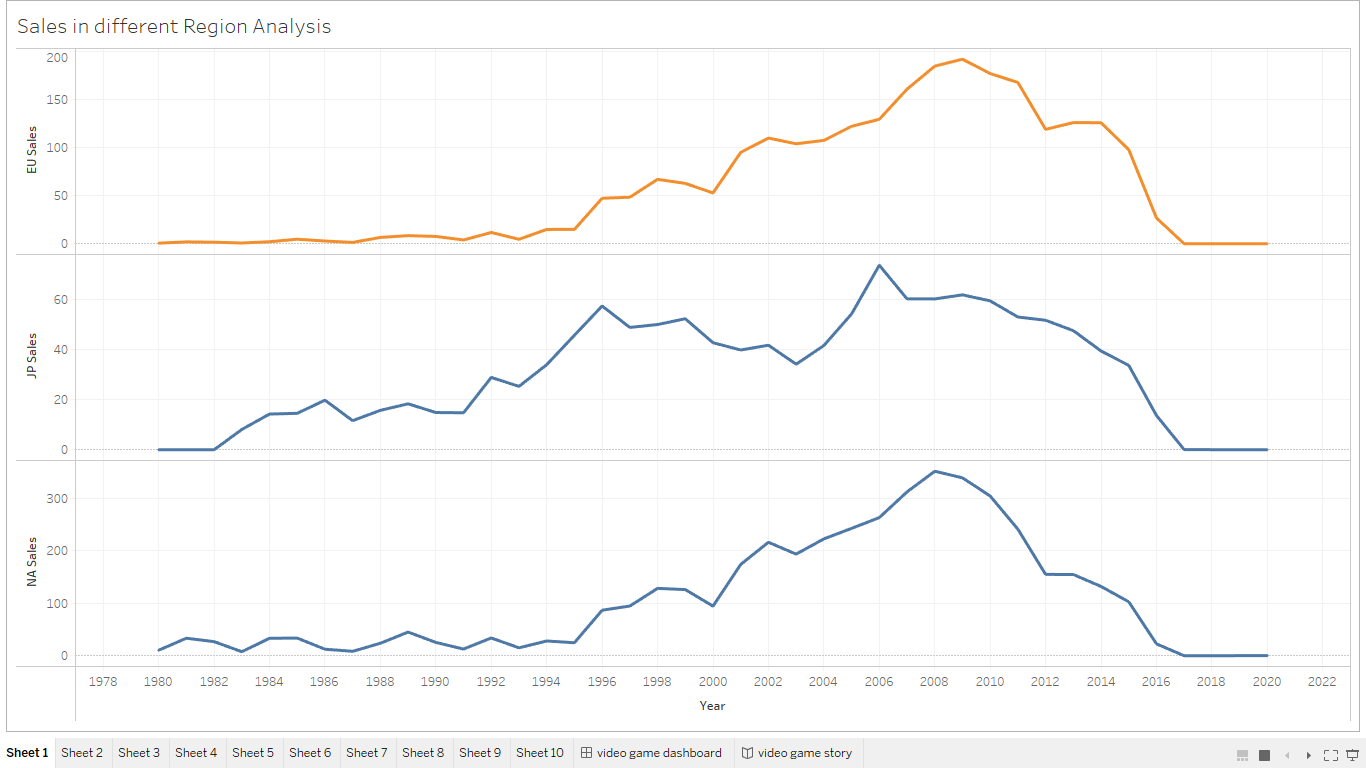 Sales in different Region Analysis
200
150
100
50
0
EU Sales
60
40
20
0
JP Sales
300
200
100
0
NA Sales
1978 1980 1982 1984 1986 1988 1990 1992 1994 1996 1998 2000 2002 2004 2006 2008 2010 2012 2014 2016 2018 2020 2022
Year
Sheet 1 Sheet 2 Sheet 3 Sheet 4 Sheet 5 Sheet 6 Sheet 7 Sheet 8 Sheet 9 Sheet 10 video game dashboard video game story